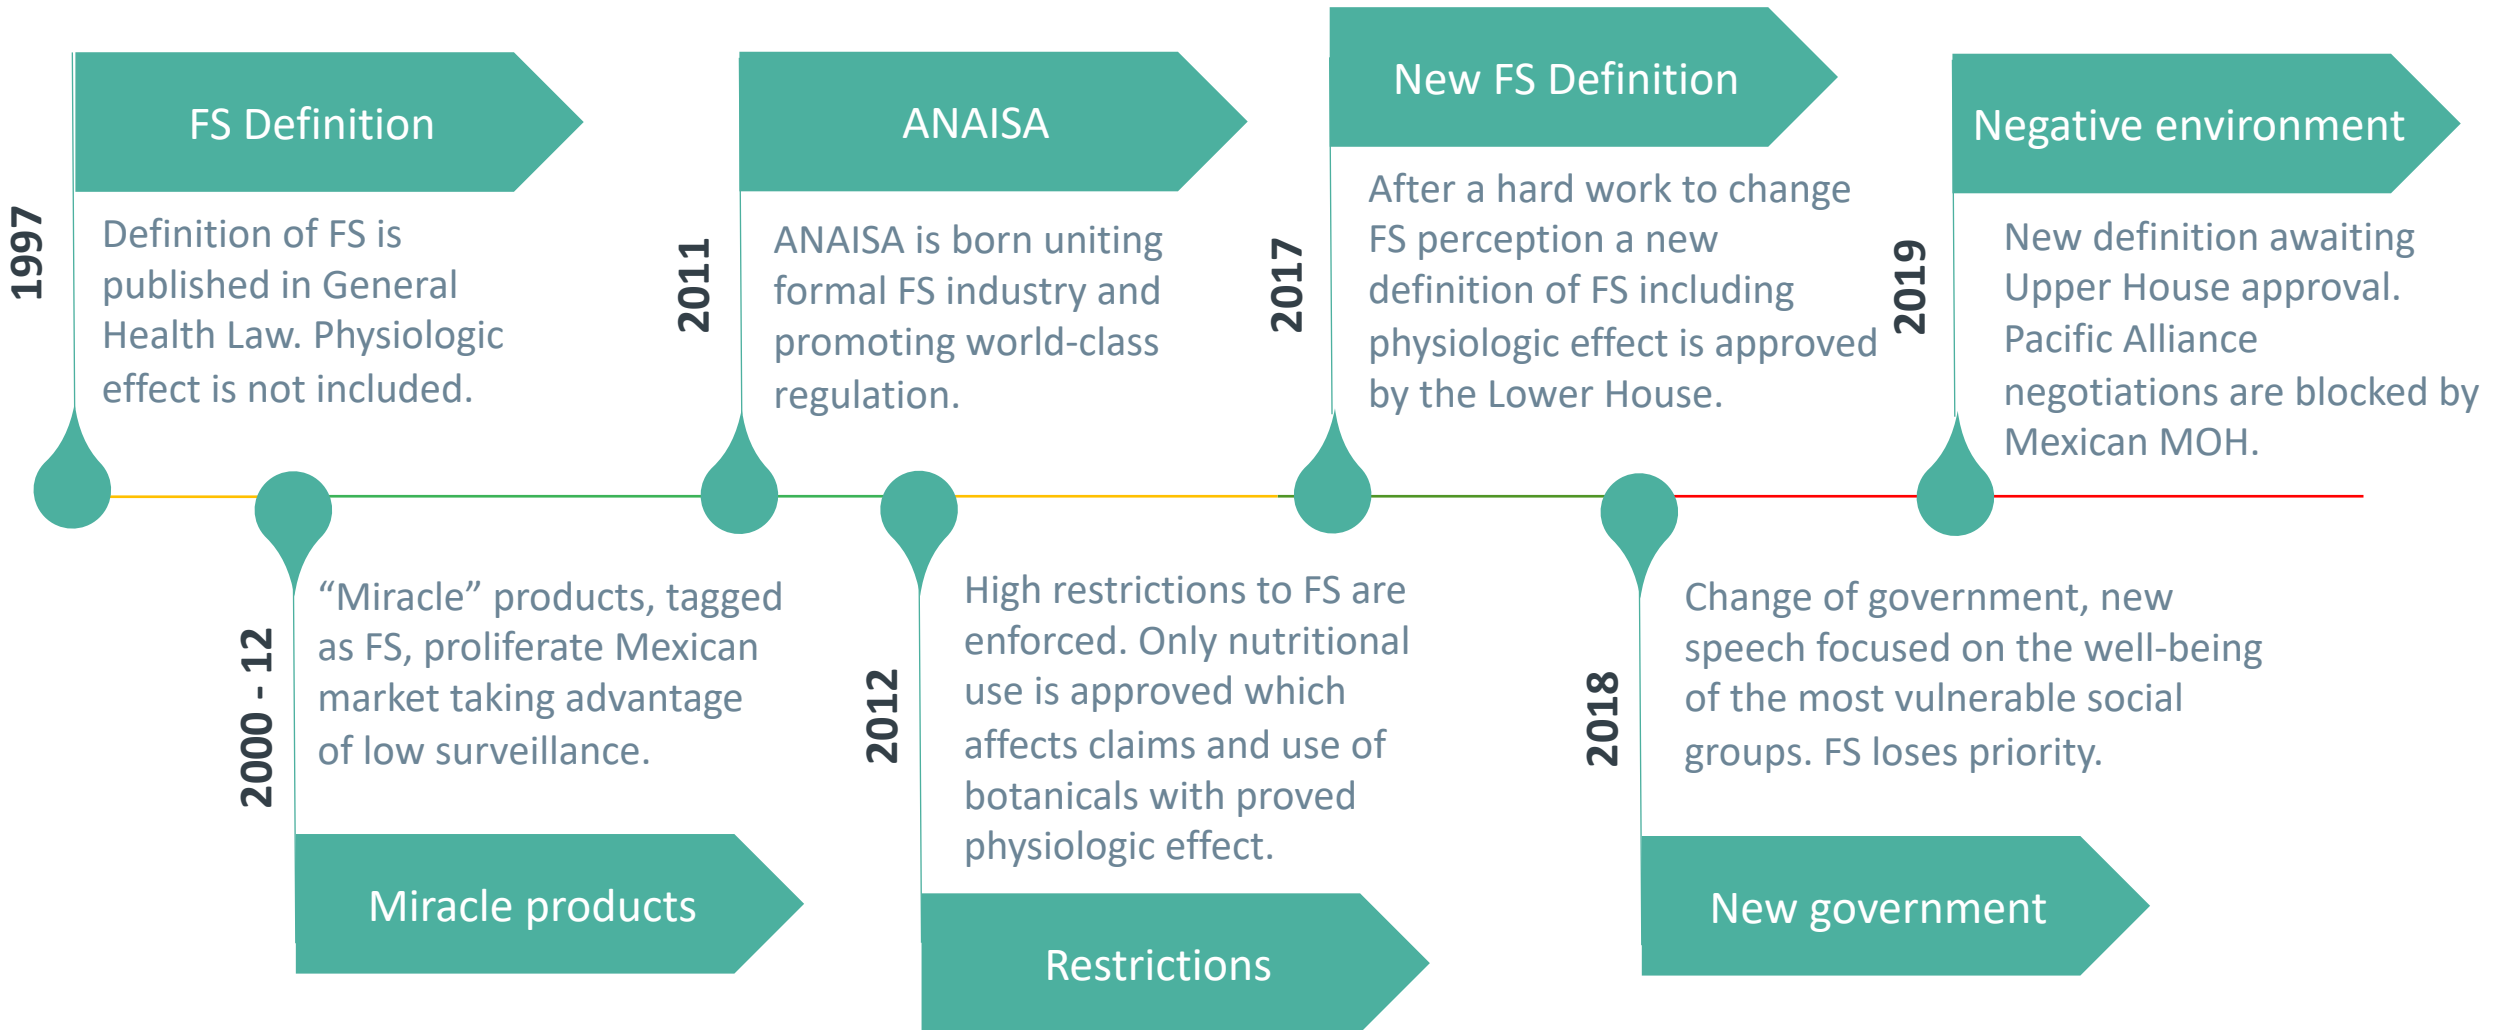 1997
FS Definition
Definition of FS is
published in General
Health Law. Physiologic
effect is not included.
2000 - 12
“Miracle” products, tagged
as FS, proliferate Mexican
market taking advantage
of low surveillance.
Miracle products
2011
ANAISA
ANAISA is born uniting
formal FS industry and
promoting world-class
regulation.
2012
High restrictions to FS are
enforced. Only nutritional
use is approved which
affects claims and use of
botanicals with proved
physiologic effect.
Restrictions
2017
New FS Definition
After a hard work to change
FS perception a new
definition of FS including
physiologic effect is approved
by the Lower House.
2018
Change of government, new
speech focused on the well-being
of the most vulnerable social
groups. FS loses priority.
New government
2019
Negative environment
New definition awaiting
Upper House approval.
Pacific Alliance
negotiations are blocked by
Mexican MOH.